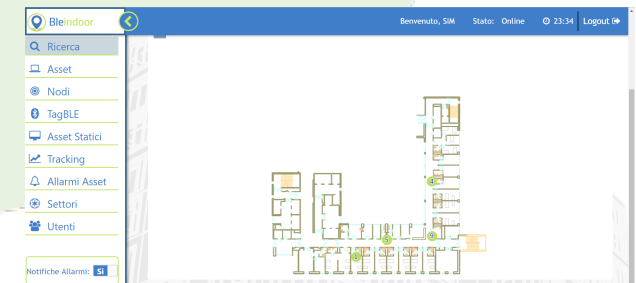 Bleindoor
Benvenuto, SIM
Stato: Online
23:34
Logout
Ricerca
Asset
Nodi
TagBLE
Asset Statici
Tracking
Allarmi Asset
Settori
Utenti
Notifiche Allarmi: Si